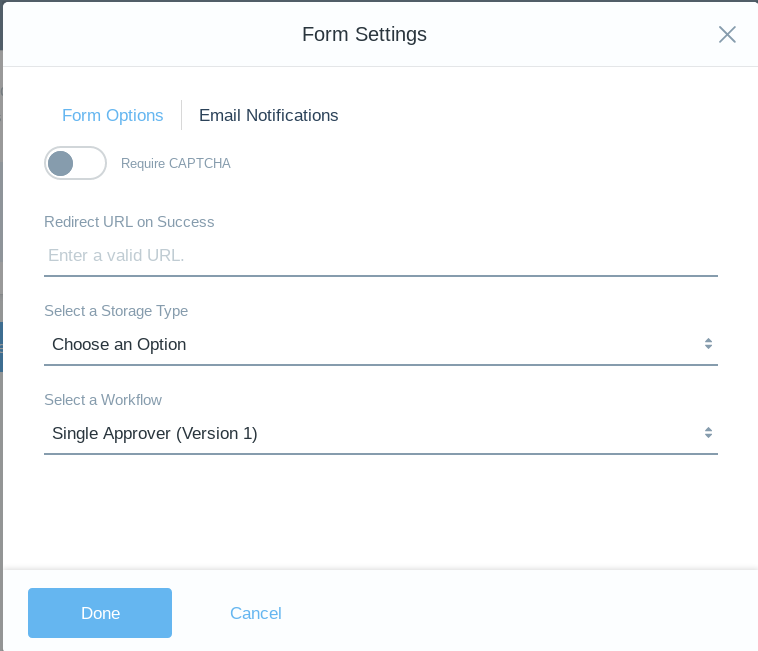 Form Settings
Form Options
Email Notifications
Require CAPTCHA
Redirect URL on Success
Enter a valid URL.
Select a Storage Type
Choose an Option
Select a Workflow
Single Approver (Version 1)
Done
Cancel